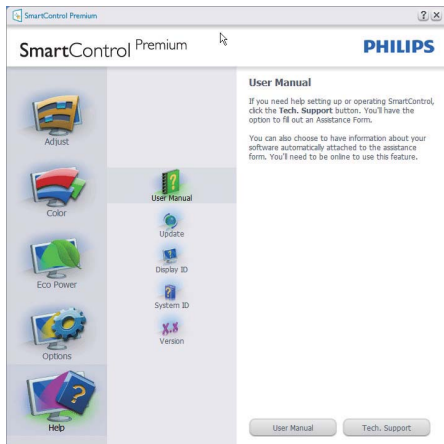 SmartControl Premium
SmartControl Premium
PHILIPS
Adjust
Color
Eco Power
Options
Help
User Manual
Update
Display ID
System ID
X.X
Version
User Manual
If you need help setting up or operating SmartControl,
click the Tech. Support button. You'll have the
option to fill out an Assistance Form.
You can also choose to have information about your
software automatically attached to the assistance
form. You'll need to be online to use this feature.
User Manual
Tech. Support